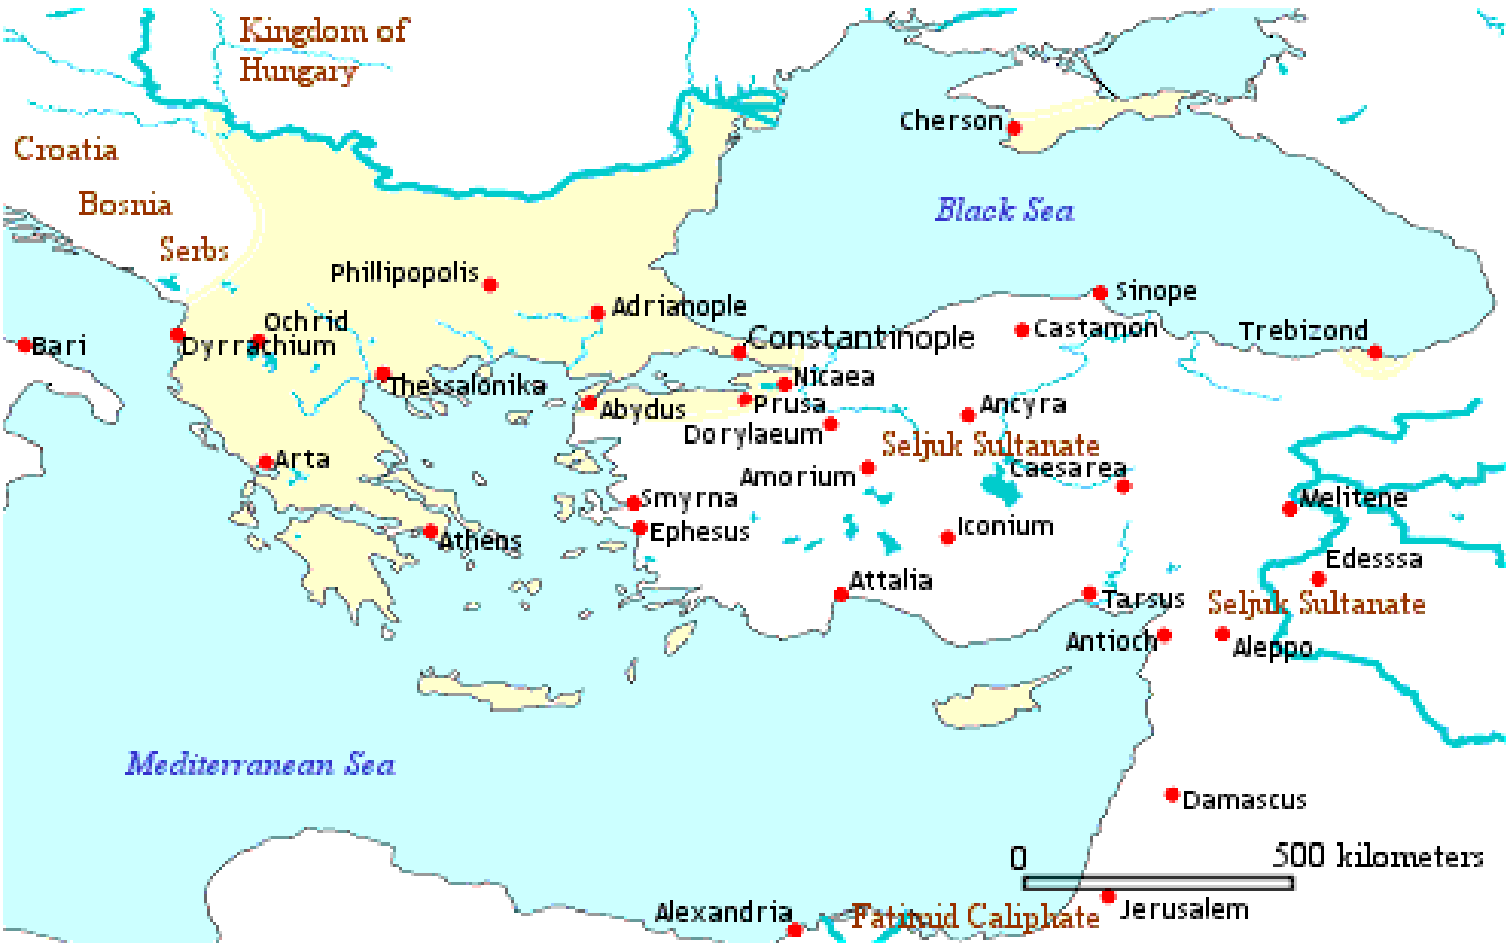 Kingdom of
Hungary
Cherson
Croatia
Bosnia
Black Sea
Serbs
Phillipopolis
Sinope
Adrianople
Ochrid
Castamon
Trebizond
Constantinople
Bari
Dyrrachium
Nicaea
Thessalonika
Abydus
Prusa
Ancyra
Dorylaeum
Seljuk Sultanate
Arta
Caesarea
Amorium
Smyrna
Melitene
Ephesus
Iconium
Athens
Edesssa
Attalia
Tarsus
Seljuk Sultanate
Antioch
Aleppo
Mediterranean Sea
Damascus
0
500 kilometers
Alexandria
Fatimid Caliphate
Jerusalem